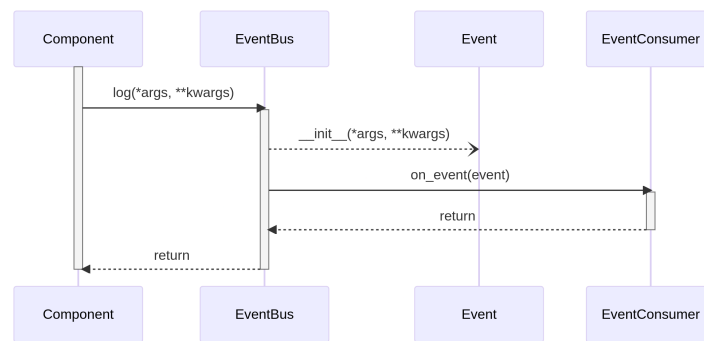 Component
EventBus
Event
EventConsumer
log(*args, **kwargs)
__init__(*args, **kwargs)
on_event(event)
return
return
Component
EventBus
Event
EventConsumer